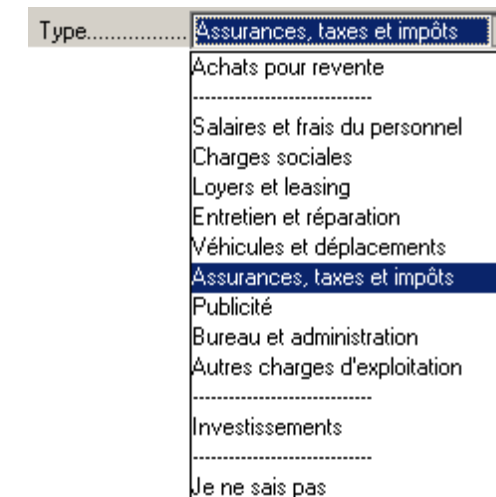 Type................. Assurances, taxes et impôts
Achats pour revente
-----------------------------
Salaires et frais du personnel
Charges sociales
Loyers et leasing
Entretien et réparation
Véhicules et déplacements
Assurances, taxes et impôts
Publicité
Bureau et administration
Autres charges d'exploitation
-----------------------------
Investissements
-----------------------------
Je ne sais pas